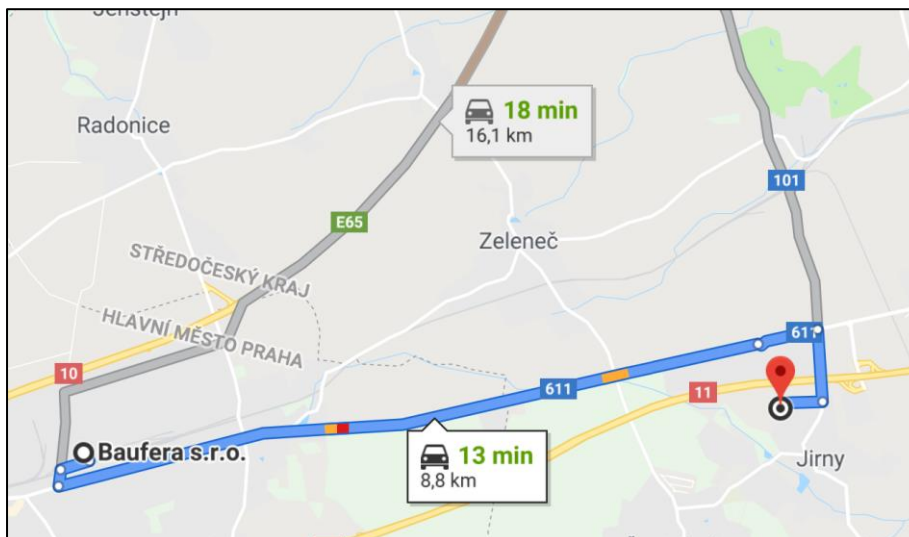 Radonice
18 min
16,1 km
101
E65
Zeleneč
STŘEDOČESKÝ KRAJ
HLAVNÍ MĚSTO PRAHA
611
10
611
11
Baufera s.r.o.
13 min
8,8 km
Jirny